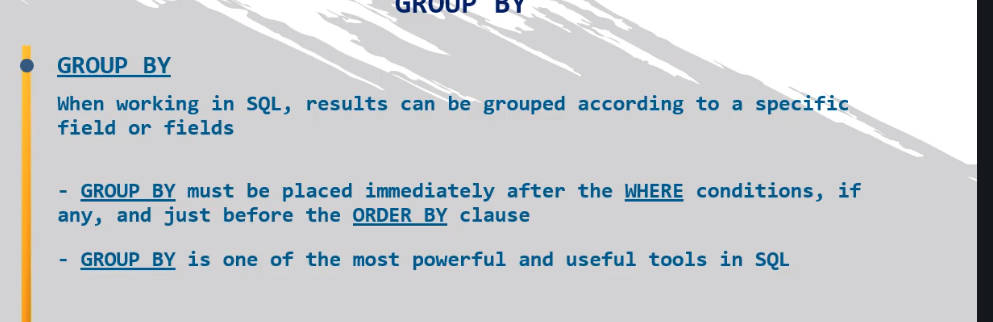 GROUP BY
GROUP BY
When working in SQL, results can be grouped according to a specific
field or fields
- GROUP BY must be placed immediately after the WHERE conditions, if
any, and just before the ORDER BY clause
- GROUP BY is one of the most powerful and useful tools in SQL